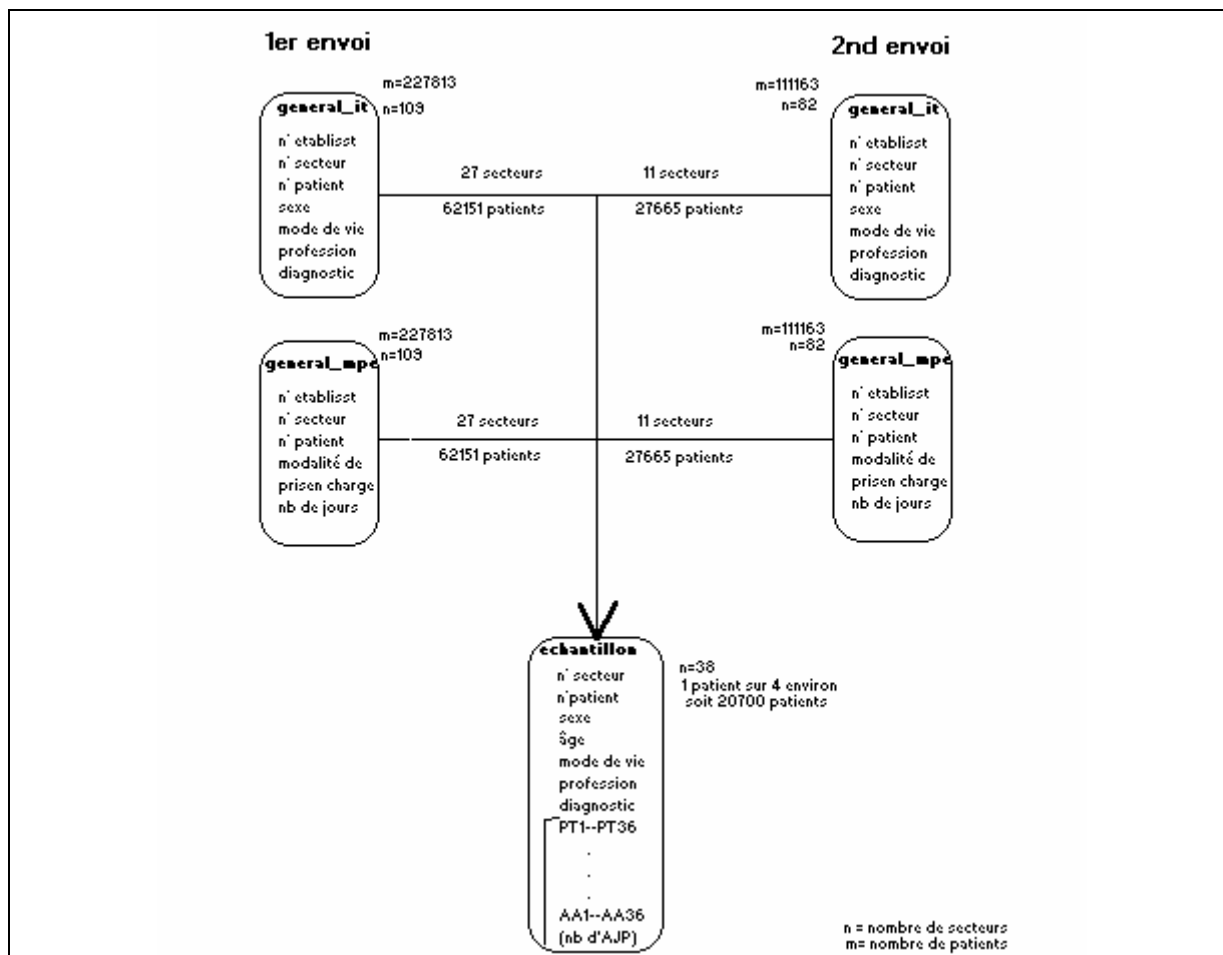 1er envoi
2nd envoi
m=227813
n=109
general_it
n° etablisst
n° secteur
n° patient
sexe
mode de vie
profession
diagnostic
m=111163
n=82
general_it
n° etablisst
n° secteur
n° patient
sexe
mode de vie
profession
diagnostic
27 secteurs
11 secteurs
62151 patients
27665 patients
m=227813
n=109
general_mpe
n° etablisst
n° secteur
n° patient
modalité de
prisen charge
nb de jours
m=111163
n=82
general_mpe
n° etablisst
n° secteur
n° patient
modalité de
prisen charge
nb de jours
27 secteurs
11 secteurs
62151 patients
27665 patients
echantillon
n° secteur
n°patient
sexe
âge
mode de vie
profession
diagnostic
PT1--PT36
.
.
.
AA1--AA36
(nb d'AJP)
n=38
1 patient sur 4 environ
soit 20700 patients
n = nombre de secteurs
m= nombre de patients